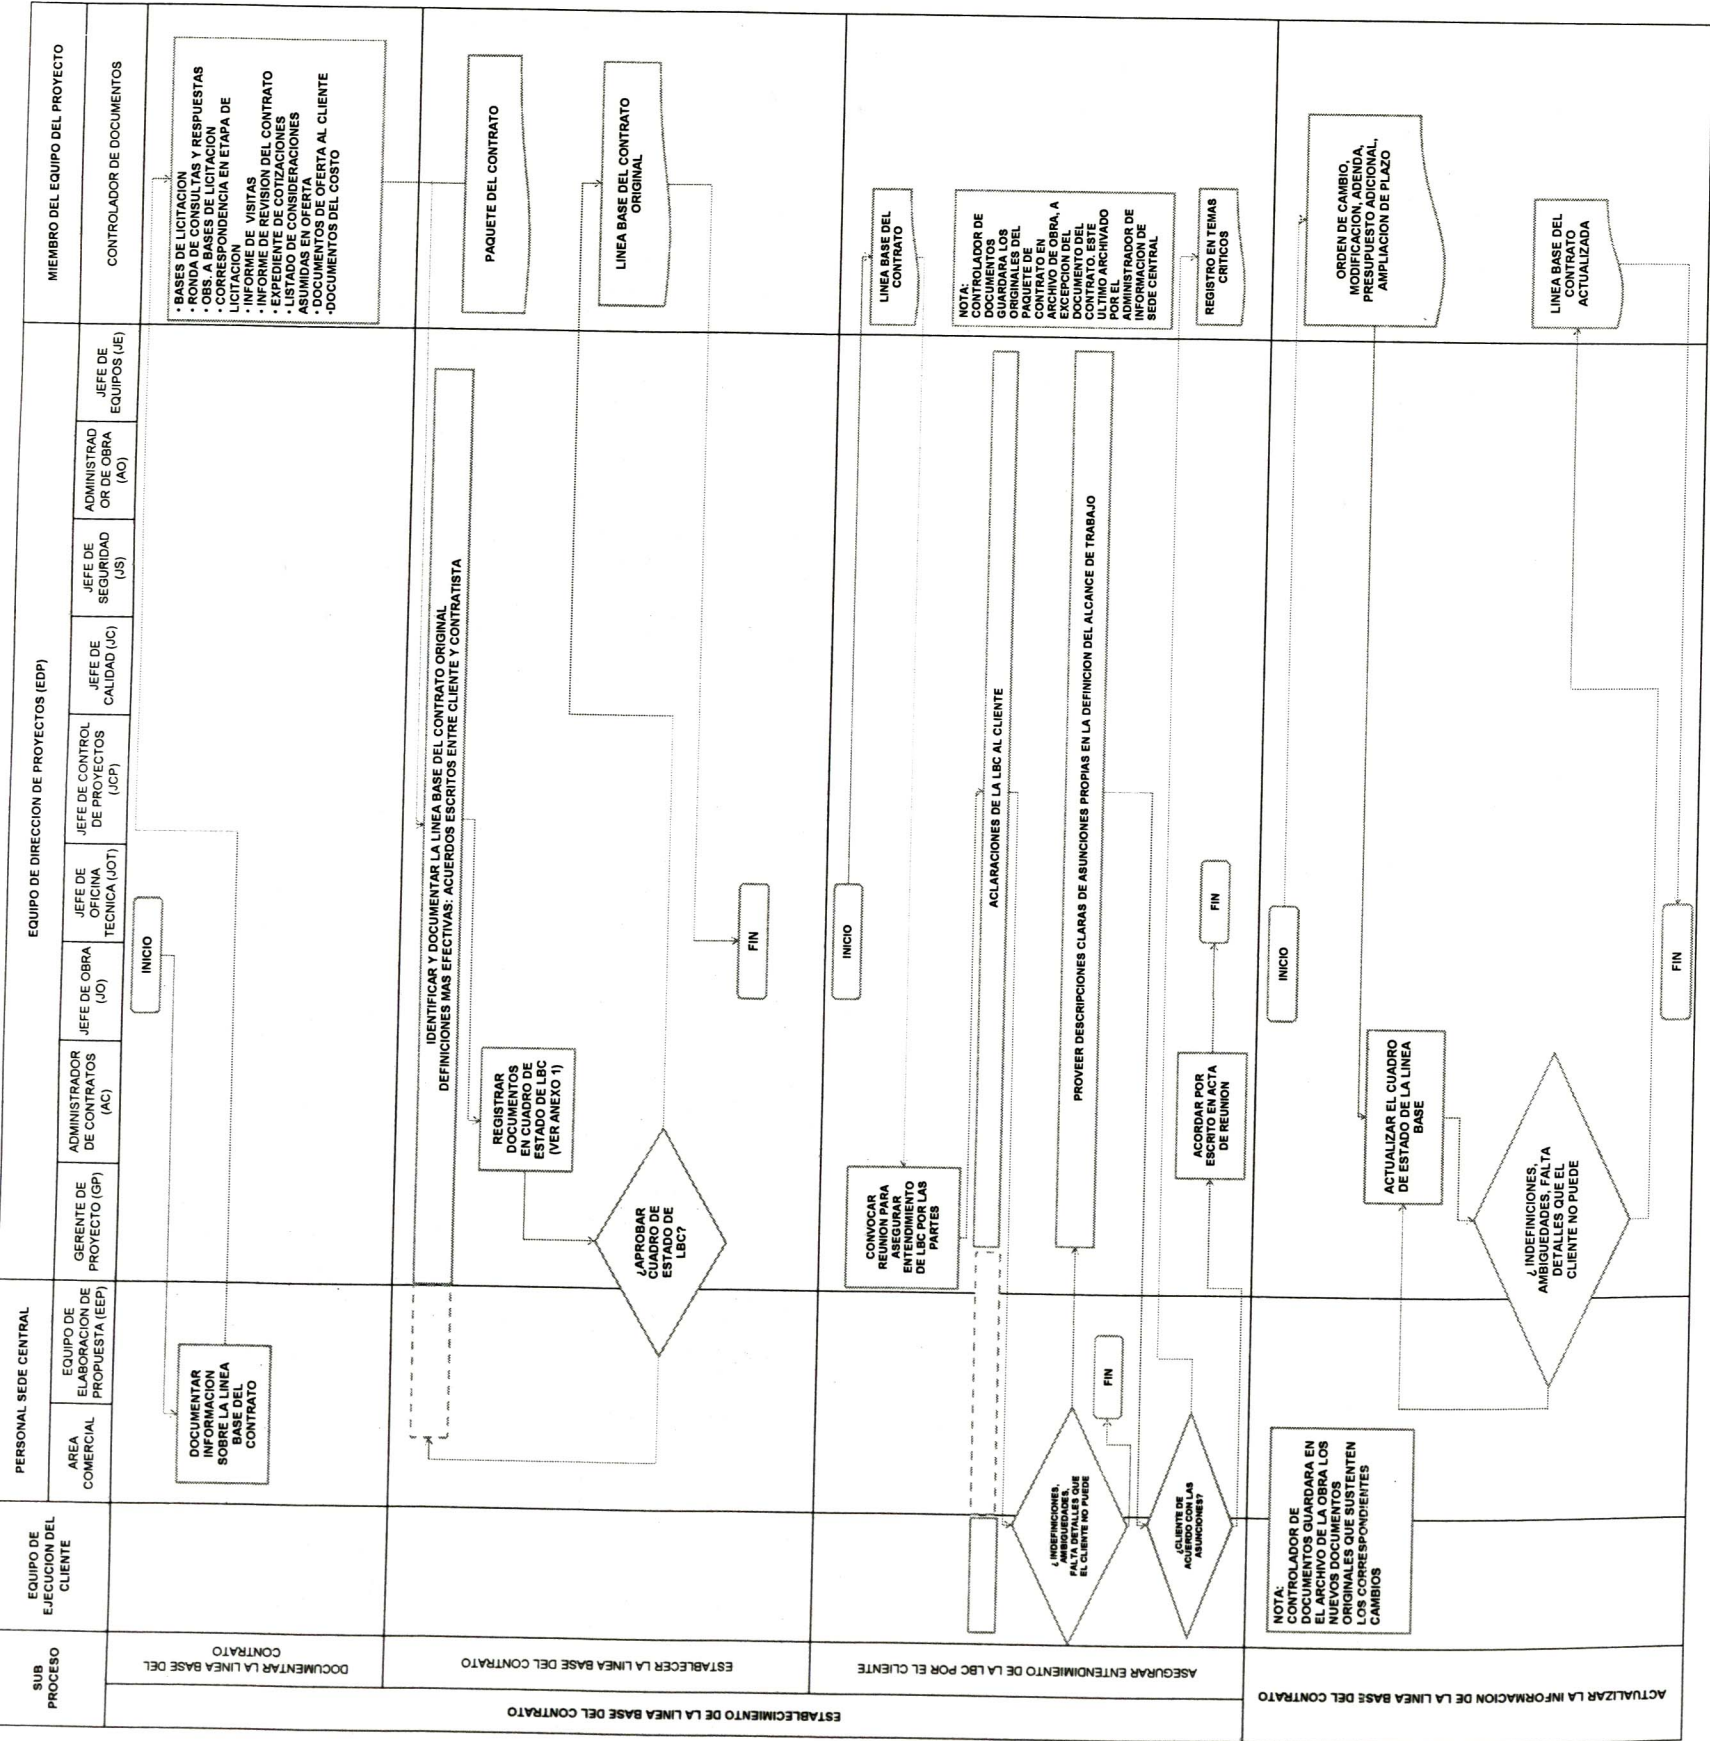 SUB
PROCESO
EQUIPO DE
EJECUCION DEL
CLIENTE
PERSONAL SEDE CENTRAL
AREA
COMERCIAL
EQUIPO DE
ELABORACION DE
PROPUESTA (EEP)
EQUIPO DE DIRECCION DE PROYECTOS (EDP)
GERENTE DE
PROYECTO (GP)
ADMINISTRADOR
DE CONTRATOS
(AC)
JEFE DE OBRA
(JO)
JEFE DE
OFICINA
TECNICA (JOT)
JEFE DE CONTROL
DE PROYECTOS
(JCP)
JEFE DE
CALIDAD (JC)
JEFE DE
SEGURIDAD
(JS)
ADMINISTRAD
OR DE OBRA
(AO)
JEFE DE
EQUIPOS (JE)
MIEMBRO DEL EQUIPO DEL PROYECTO
CONTROLADOR DE DOCUMENTOS
ESTABLECIMIENTO DE LA LINEA BASE DEL CONTRATO
DOCUMENTAR LA LINEA BASE DEL
CONTRATO
INICIO
DOCUMENTAR
INFORMACION
SOBRE LA LINEA
BASE DEL
CONTRATO
• BASES DE LICITACION
• RONDA DE CONSULTAS Y RESPUESTAS
• OBS. A BASES DE LICITACION
• CORRESPONDENCIA EN ETAPA DE
LICITACION
• INFORME DE VISITAS
• INFORME DE REVISION DEL CONTRATO
• EXPEDIENTE DE COTIZACIONES
• LISTADO DE CONSIDERACIONES
ASUMIDAS EN OFERTA
• DOCUMENTOS DE OFERTA AL CLIENTE
•DOCUMENTOS DEL COSTO
ESTABLECER LA LINEA BASE DEL CONTRATO
IDENTIFICAR Y DOCUMENTAR LA LINEA BASE DEL CONTRATO ORIGINAL
DEFINICIONES MAS EFECTIVAS: ACUERDOS ESCRITOS ENTRE CLIENTE Y CONTRATISTA
PAQUETE DEL CONTRATO
REGISTRAR
DOCUMENTOS
EN CUADRO DE
ESTADO DE LBC
(VER ANEXO 1)
¿APROBAR
CUADRO DE
ESTADO DE
LBC?
LINEA BASE DEL CONTRATO
ORIGINAL
FIN
ASEGURAR ENTENDIMIENTO DE LA LBC POR EL CLIENTE
INICIO
LINEA BASE DEL
CONTRATO
CONVOCAR
REUNION PARA
ASEGURAR
ENTENDIMIENTO
DE LBC POR LAS
PARTES
ACLARACIONES DE LA LBC AL CLIENTE
NOTA:
CONTROLADOR DE
DOCUMENTOS
GUARDARA LOS
ORIGINALES DEL
PAQUETE DE
CONTRATO EN
ARCHIVO DE OBRA, A
EXCEPCION DEL
DOCUMENTO DEL
CONTRATO. ESTE
ULTIMO ARCHIVADO
POR EL
ADMINISTRADOR DE
INFORMACION DE
SEDE CENTRAL
¿ INDEFINICIONES,
AMBIGUEDADES,
FALTA DETALLES QUE
EL CLIENTE NO PUEDE
PROVEER DESCRIPCIONES CLARAS DE ASUNCIONES PROPIAS EN LA DEFINICION DEL ALCANCE DE TRABAJO
FIN
¿CLIENTE DE
ACUERDO CON LAS
ASUNCIONES?
ACORDAR POR
ESCRITO EN ACTA
DE REUNION
FIN
REGISTRO EN TEMAS
CRITICOS
ACTUALIZAR LA INFORMACION DE LA LINEA BASE DEL CONTRATO
NOTA:
CONTROLADOR DE
DOCUMENTOS GUARDARA EN
EL ARCHIVO DE LA OBRA LOS
NUEVOS DOCUMENTOS
ORIGINALES QUE SUSTENTEN
LOS CORRESPONDIENTES
CAMBIOS
INICIO
ORDEN DE CAMBIO,
MODIFICACION, ADENDA,
PRESUPUESTO ADICIONAL,
AMPLIACION DE PLAZO
ACTUALIZAR EL CUADRO
DE ESTADO DE LA LINEA
BASE
¿ INDEFINICIONES,
AMBIGUEDADES, FALTA
DETALLES QUE EL
CLIENTE NO PUEDE
LINEA BASE DEL
CONTRATO
ACTUALIZADA
FIN